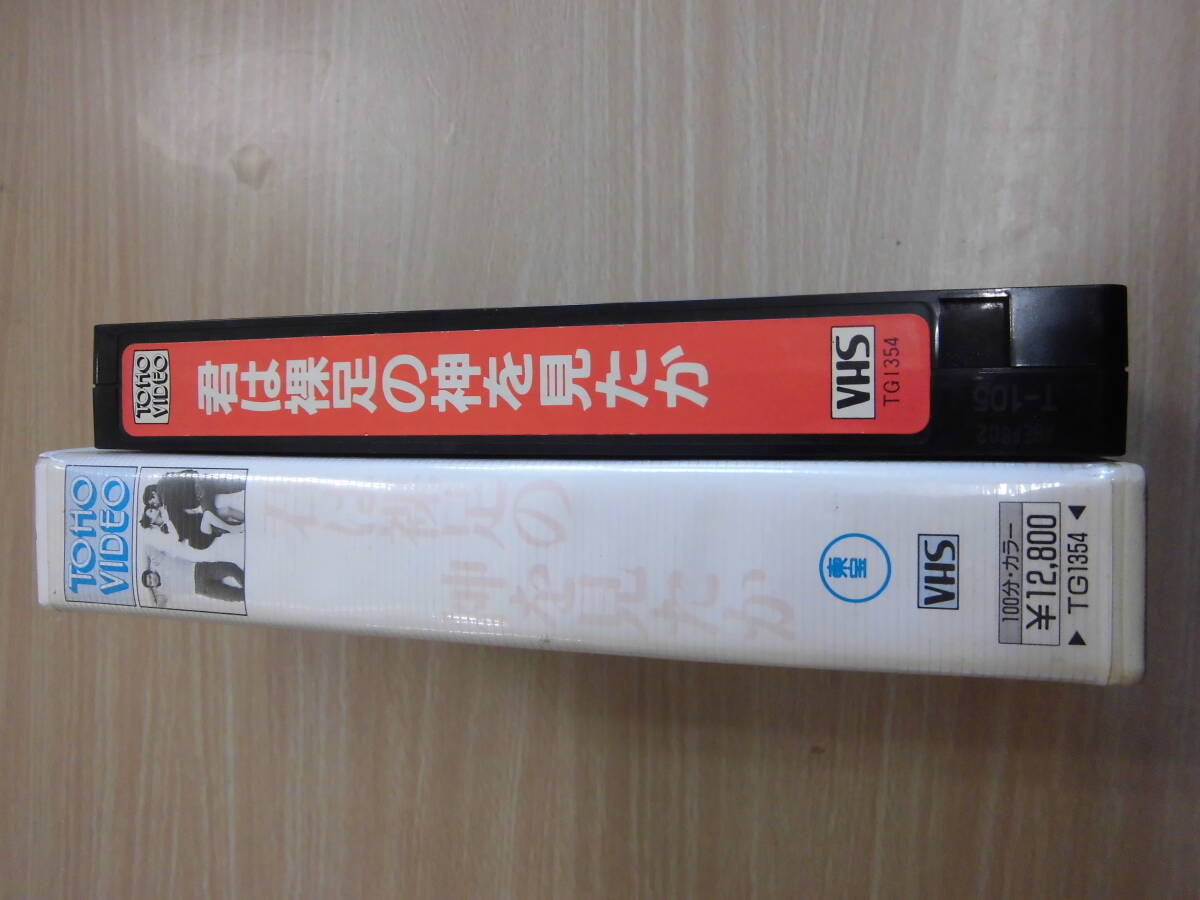 TOHO
VIDEO
君は裸足の神を見たか
VHS
TG1354
T-105
TOHO
VIDEO
君は裸足の
神を見たか
東宝
VHS
100分・カラー
¥12,800
TG1354